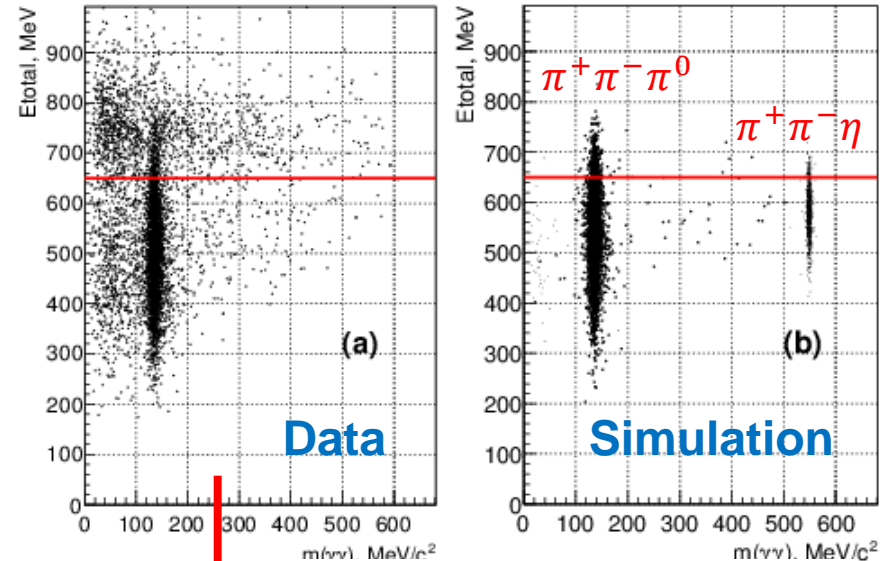 Etotal, MeV
900
800
700
600
500
400
300
200
100
0
0 100 200 300 400 500 600
m(γγ), MeV/c²
(a)
Data
Etotal, MeV
900
800
700
600
500
400
300
200
100
0
0 100 200 300 400 500 600
m(γγ), MeV/c²
π⁺π⁻π⁰
π⁺π⁻η
(b)
Simulation